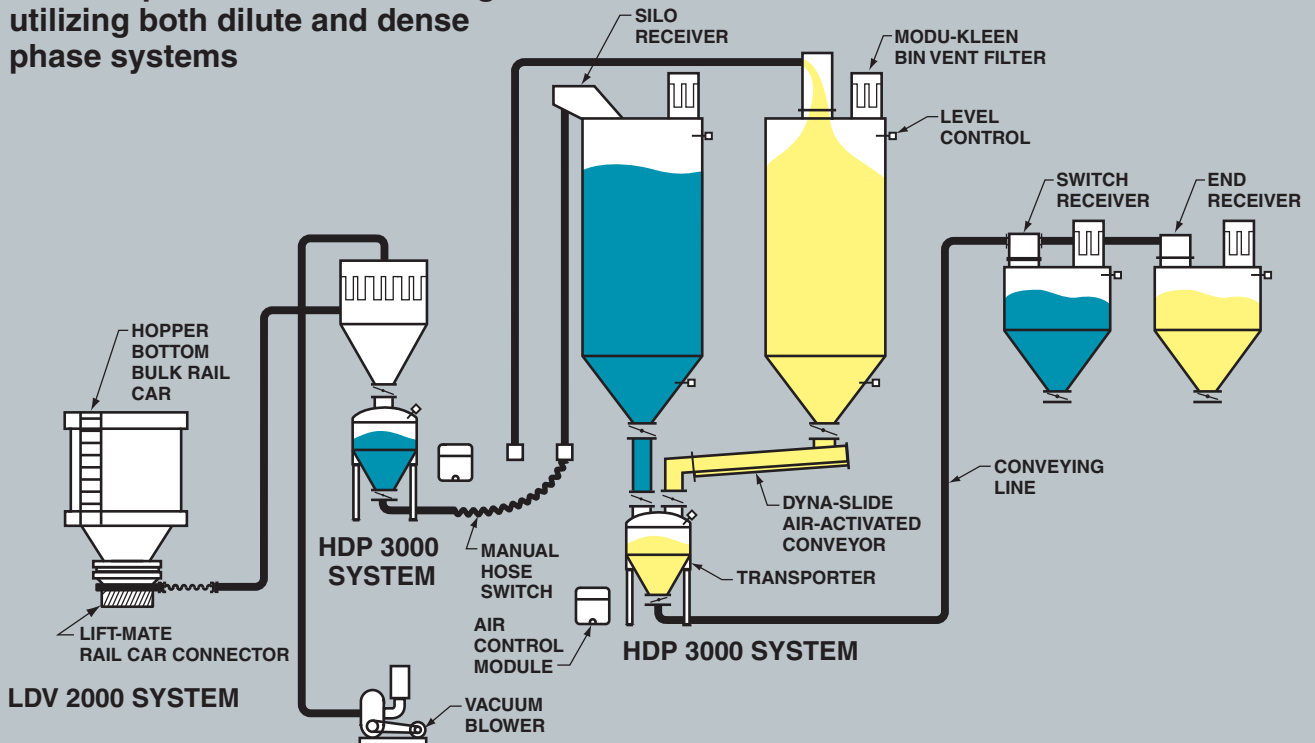 utilizing both dilute and dense
phase systems
SILO
RECEIVER
MODU-KLEEN
BIN VENT FILTER
LEVEL
CONTROL
SWITCH
RECEIVER
END
RECEIVER
HOPPER
BOTTOM
BULK RAIL
CAR
CONVEYING
LINE
DYNA-SLIDE
AIR-ACTIVATED
CONVEYOR
HDP 3000
SYSTEM
MANUAL
HOSE
SWITCH
TRANSPORTER
LIFT-MATE
RAIL CAR CONNECTOR
AIR
CONTROL
MODULE
HDP 3000 SYSTEM
LDV 2000 SYSTEM
VACUUM
BLOWER